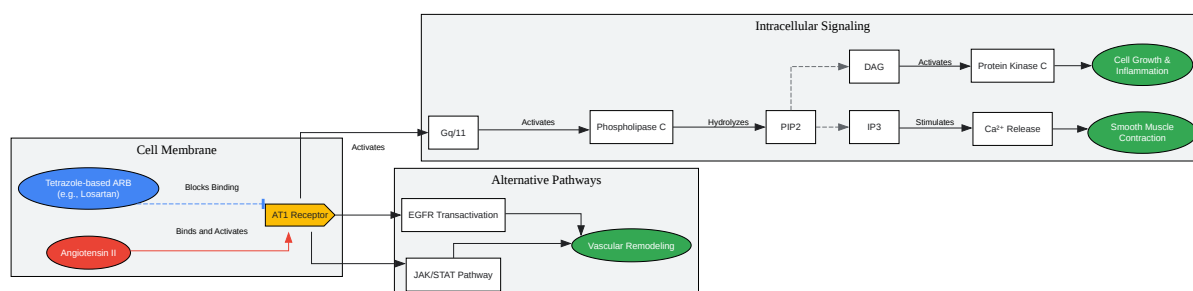 Intracellular Signaling
DAG
Activates
Protein Kinase C
Cell Growth &
Inflammation
Gq/11
Activates
Phospholipase C
Hydrolyzes
PIP2
IP3
Stimulates
Ca²⁺ Release
Smooth Muscle
Contraction
Activates
Cell Membrane
Tetrazole-based ARB
(e.g., Losartan)
Blocks Binding
AT1 Receptor
Binds and Activates
Angiotensin II
Alternative Pathways
EGFR Transactivation
Vascular Remodeling
JAK/STAT Pathway